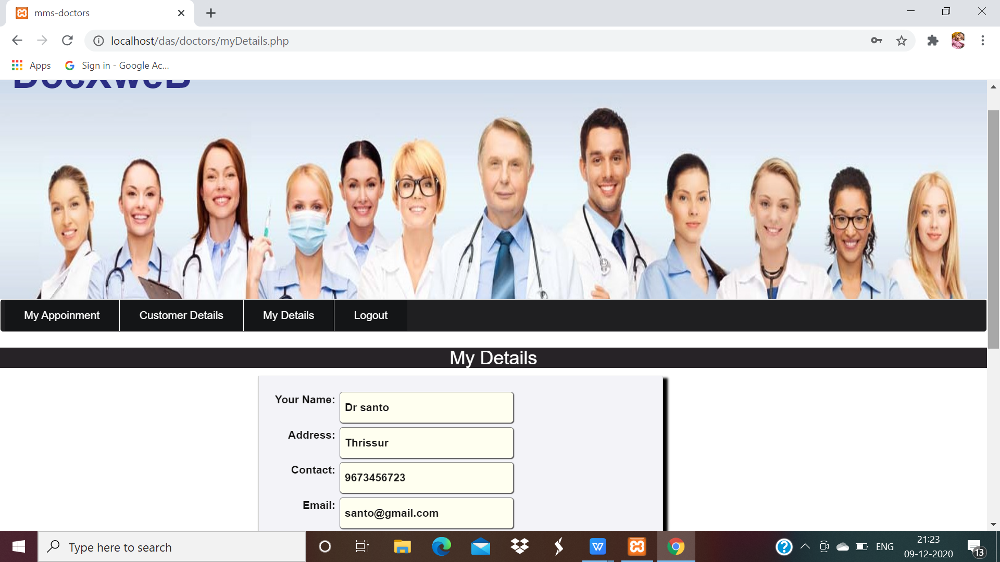 mms-doctors
localhost/das/doctors/myDetails.php
Apps
Sign in - Google Ac...
DocXweB
My Appoinment
Customer Details
My Details
Logout
My Details
Your Name: Dr santo
Address: Thrissur
Contact: 9673456723
Email: santo@gmail.com
Type here to search
ENG
21:23
09-12-2020
13